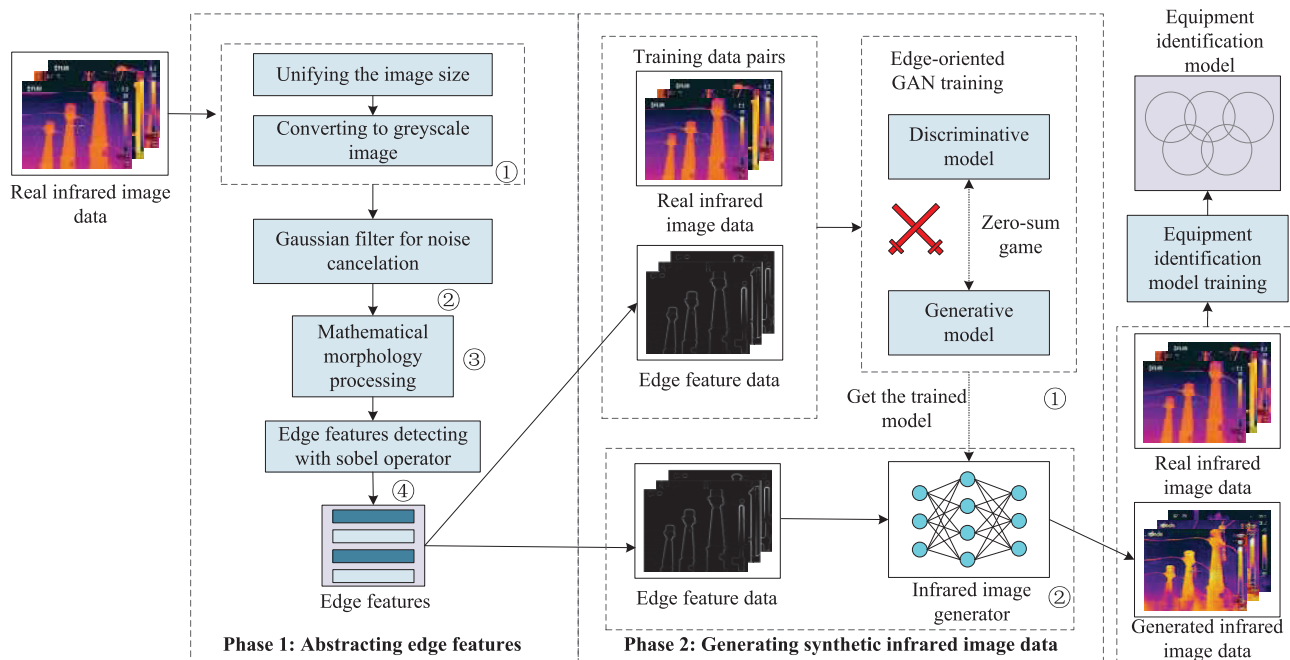 Real infrared image
data
Unifying the image size
Converting to greyscale
image
①
Gaussian filter for noise
cancelation
②
Mathematical
morphology
processing
③
Edge features detecting
with sobel operator
④
Edge features
Phase 1: Abstracting edge features
Training data pairs
Real infrared
image data
Edge feature data
Edge-oriented
GAN training
Discriminative
model
Zero-sum
game
Generative
model
①
Get the trained
model
Edge feature data
Infrared image
generator
②
Phase 2: Generating synthetic infrared image data
Equipment
identification
model
Equipment
identification
model training
Real infrared
image data
Generated infrared
image data